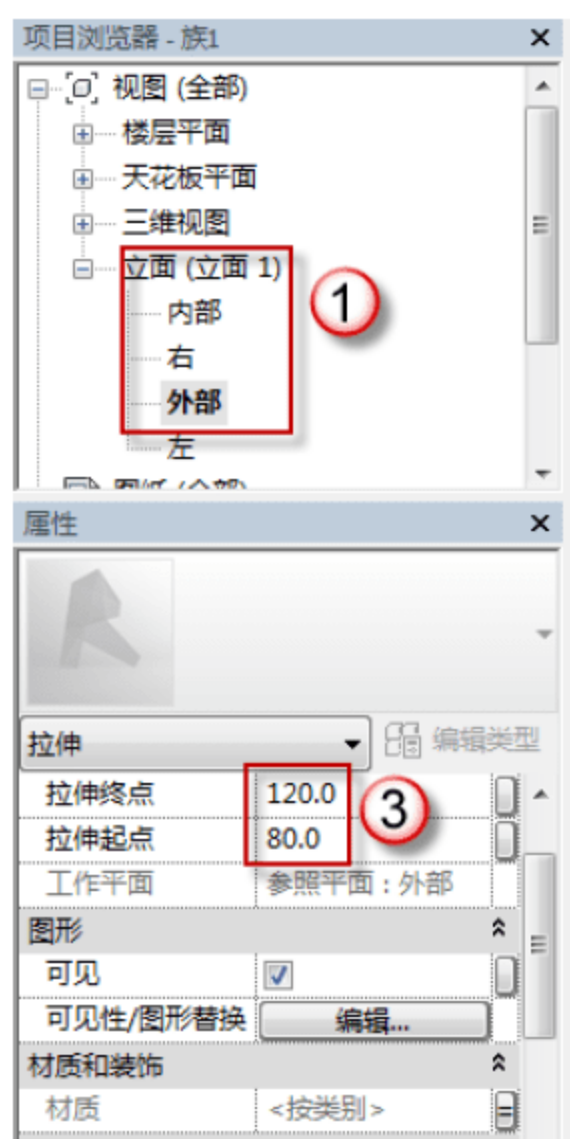 项目浏览器 - 族1
视图 (全部)
楼层平面
天花板平面
三维视图
立面 (立面 1)
1
内部
右
外部
左
图纸 (全部)
属性
拉伸
编辑类型
拉伸终点 120.0
3
拉伸起点 80.0
工作平面 参照平面 : 外部
图形
可见
可见性/图形替换 编辑...
材质和装饰
材质 <按类别> =